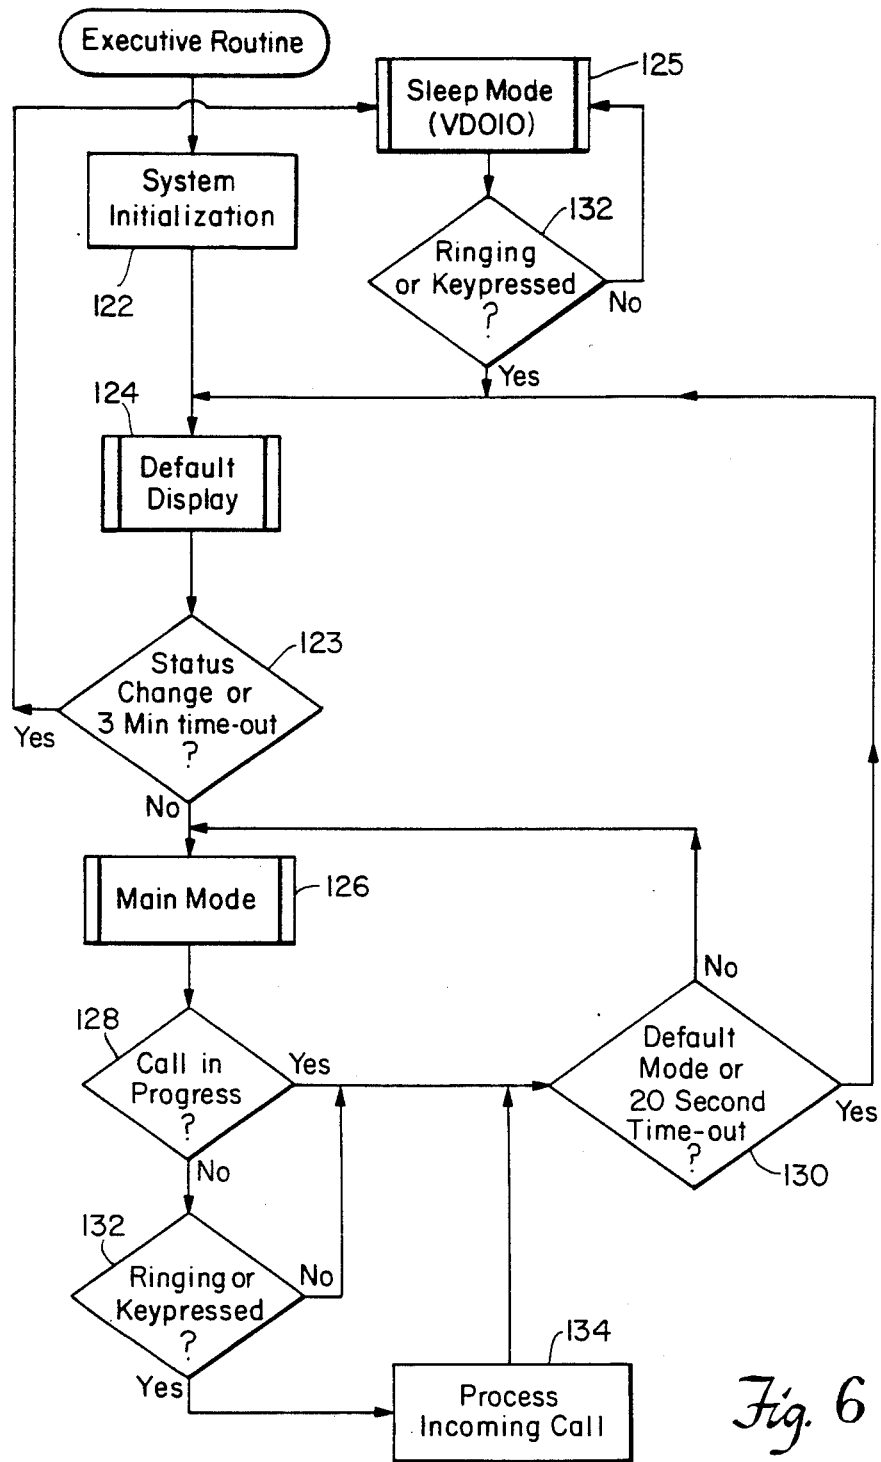 Executive Routine
125
Sleep Mode
(VDOIO)
System
Initialization
122
132
Ringing
or Keypressed
?
No
Yes
124
Default
Display
123
Status
Change or
3 Min time-out
?
Yes
No
Main Mode
126
No
128
Call in
Progress
?
Yes
No
Default
Mode or
20 Second
Time-out
?
Yes
130
132
Ringing or
Keypressed
?
No
Yes
134
Process
Incoming Call
Fig. 6